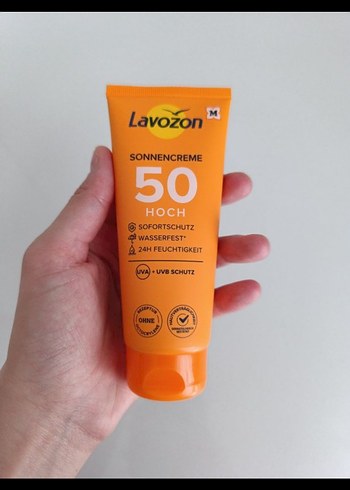 Lavozon
M
SONNENCREME
50
HOCH
SOFORTSCHUTZ
WASSERFEST*
24H FEUCHTIGKEIT
UVA + UVB SCHUTZ
OHNE